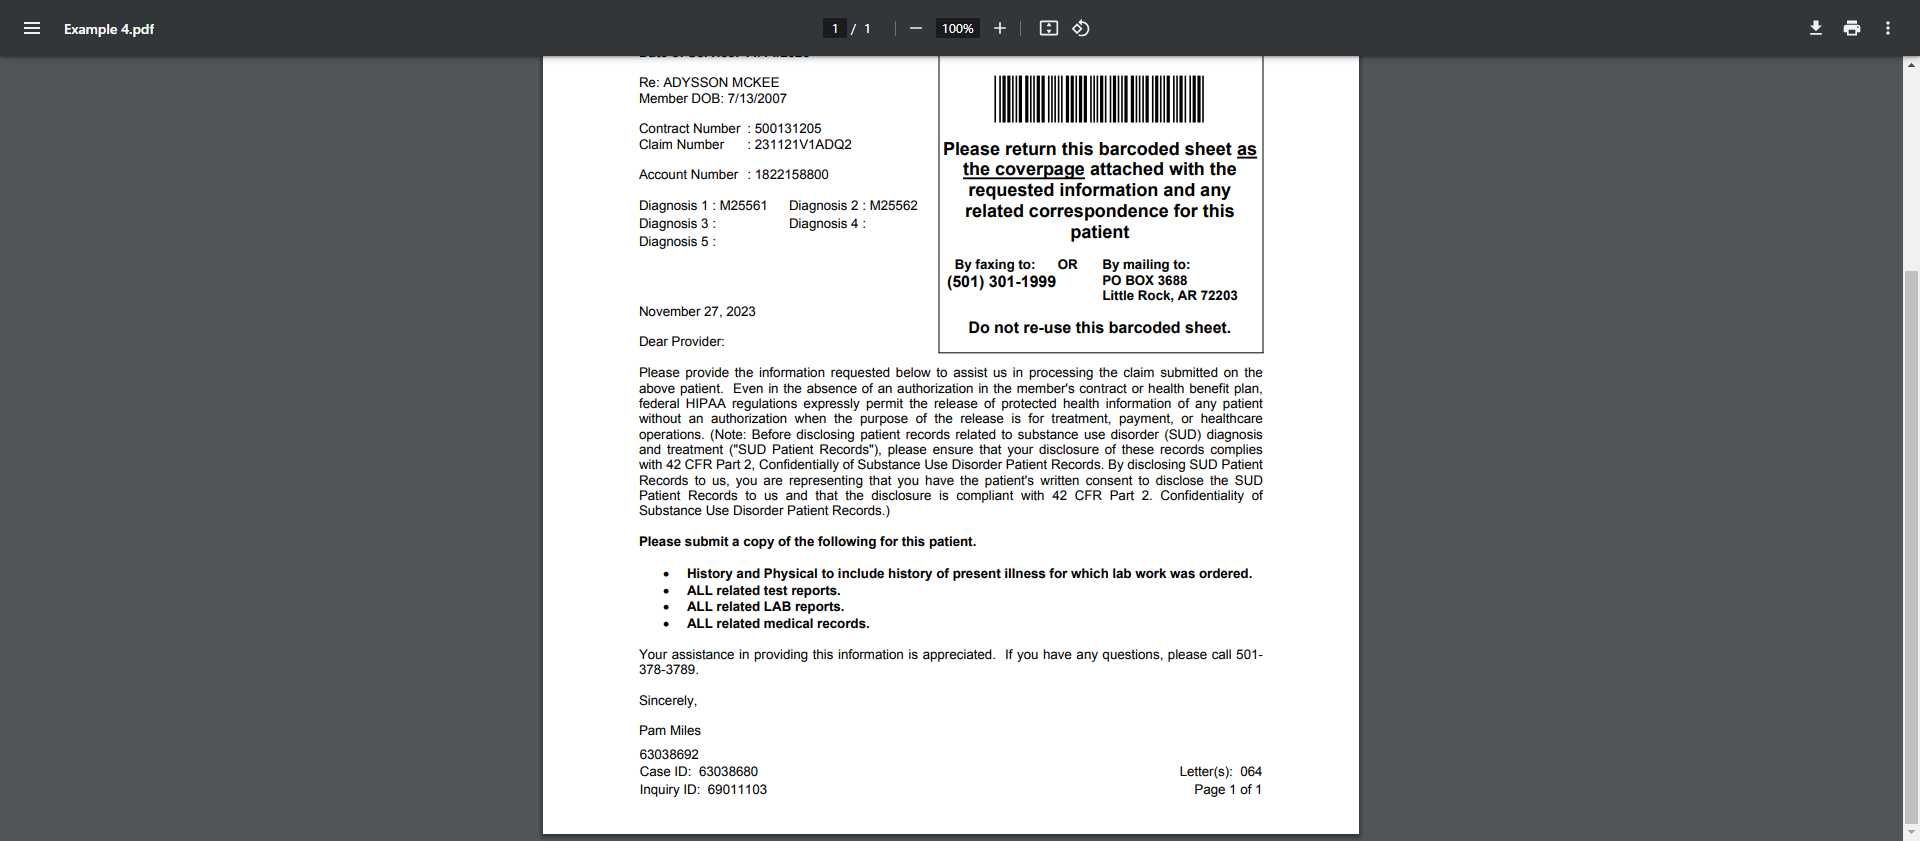 Example 4.pdf
1 / 1
100%
Re: ADYSSON MCKEE
Member DOB: 7/13/2007
Contract Number : 500131205
Claim Number : 231121V1ADQ2
Account Number : 1822158800
Diagnosis 1 : M25561 Diagnosis 2 : M25562
Diagnosis 3 : Diagnosis 4 :
Diagnosis 5 :
Please return this barcoded sheet as
the coverpage attached with the
requested information and any
related correspondence for this
patient
By faxing to: OR By mailing to:
(501) 301-1999 PO BOX 3688
Little Rock, AR 72203
Do not re-use this barcoded sheet.
November 27, 2023
Dear Provider:
Please provide the information requested below to assist us in processing the claim submitted on the
above patient. Even in the absence of an authorization in the member's contract or health benefit plan,
federal HIPAA regulations expressly permit the release of protected health information of any patient
without an authorization when the purpose of the release is for treatment, payment, or healthcare
operations. (Note: Before disclosing patient records related to substance use disorder (SUD) diagnosis
and treatment ("SUD Patient Records"), please ensure that your disclosure of these records complies
with 42 CFR Part 2, Confidentially of Substance Use Disorder Patient Records. By disclosing SUD Patient
Records to us, you are representing that you have the patient's written consent to disclose the SUD
Patient Records to us and that the disclosure is compliant with 42 CFR Part 2. Confidentiality of
Substance Use Disorder Patient Records.)
Please submit a copy of the following for this patient.
• History and Physical to include history of present illness for which lab work was ordered.
• ALL related test reports.
• ALL related LAB reports.
• ALL related medical records.
Your assistance in providing this information is appreciated. If you have any questions, please call 501-
378-3789.
Sincerely,
Pam Miles
63038692
Case ID: 63038680 Letter(s): 064
Inquiry ID: 69011103 Page 1 of 1